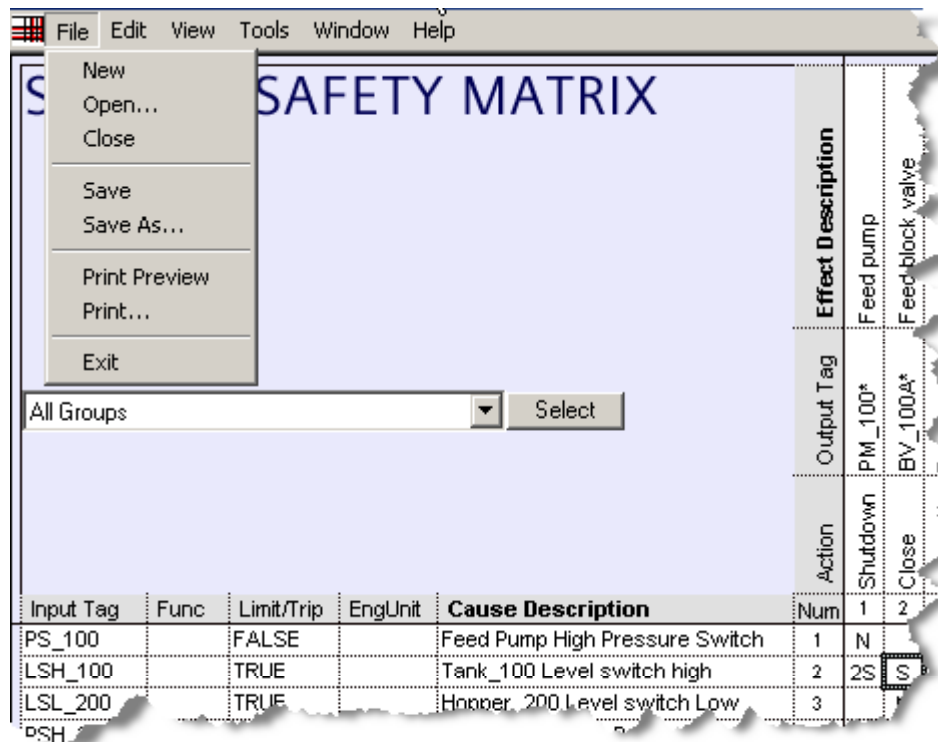 File Edit View Tools Window Help
New
Open...
Close
Save
Save As...
Print Preview
Print...
Exit
S
SAFETY MATRIX
All Groups
Select
Effect Description
Feed pump
Feed block valve
Output Tag
PM_100*
BV_100A*
Action
Shutdown
Close
Input Tag Func Limit/Trip EngUnit Cause Description Num 1 2
PS_100 FALSE Feed Pump High Pressure Switch 1 N
LSH_100 TRUE Tank_100 Level switch high 2 2S S
LSL_200 TRUE Hopper_200 Level switch Low 3
PSH